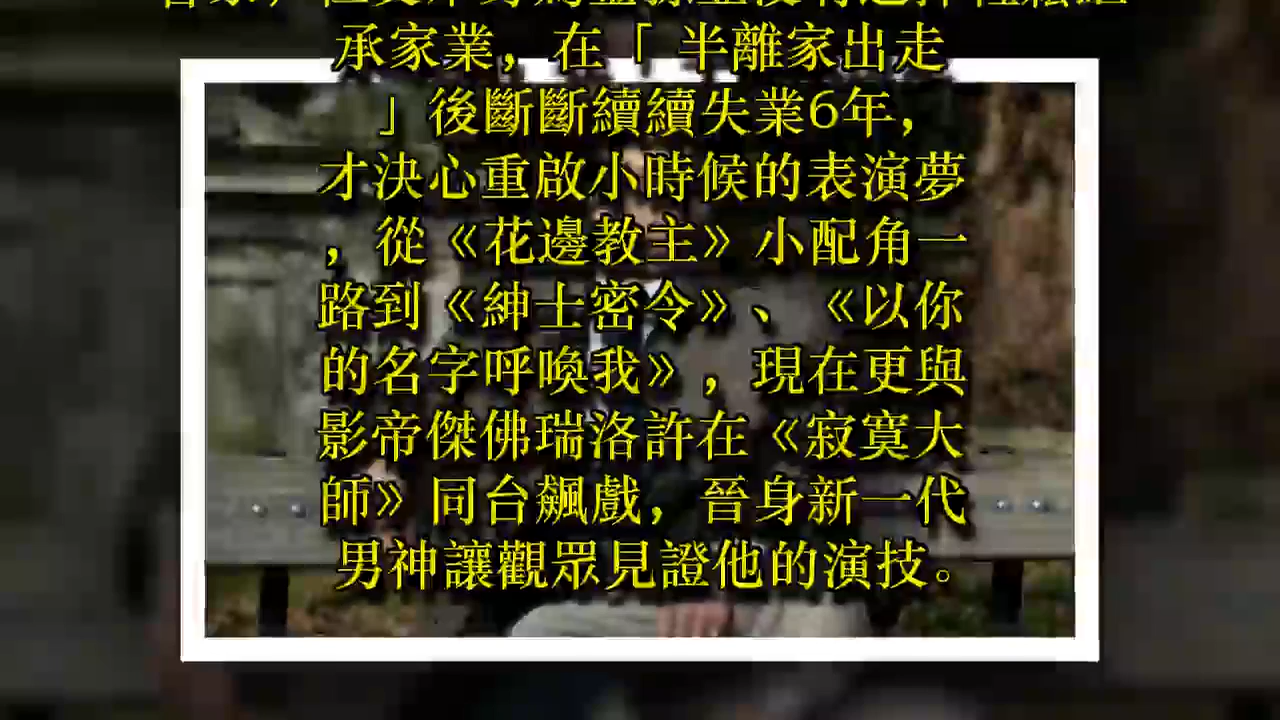 承家業，在「 半離家出走
」後斷斷續續失業6年，
才決心重啟小時候的表演夢
，從《花邊教主》小配角一
路到《紳士密令》、《以你
的名字呼喚我》，現在更與
影帝傑佛瑞洛許在《寂寞大
師》同台飆戲，晉身新一代
男神讓觀眾見證他的演技。